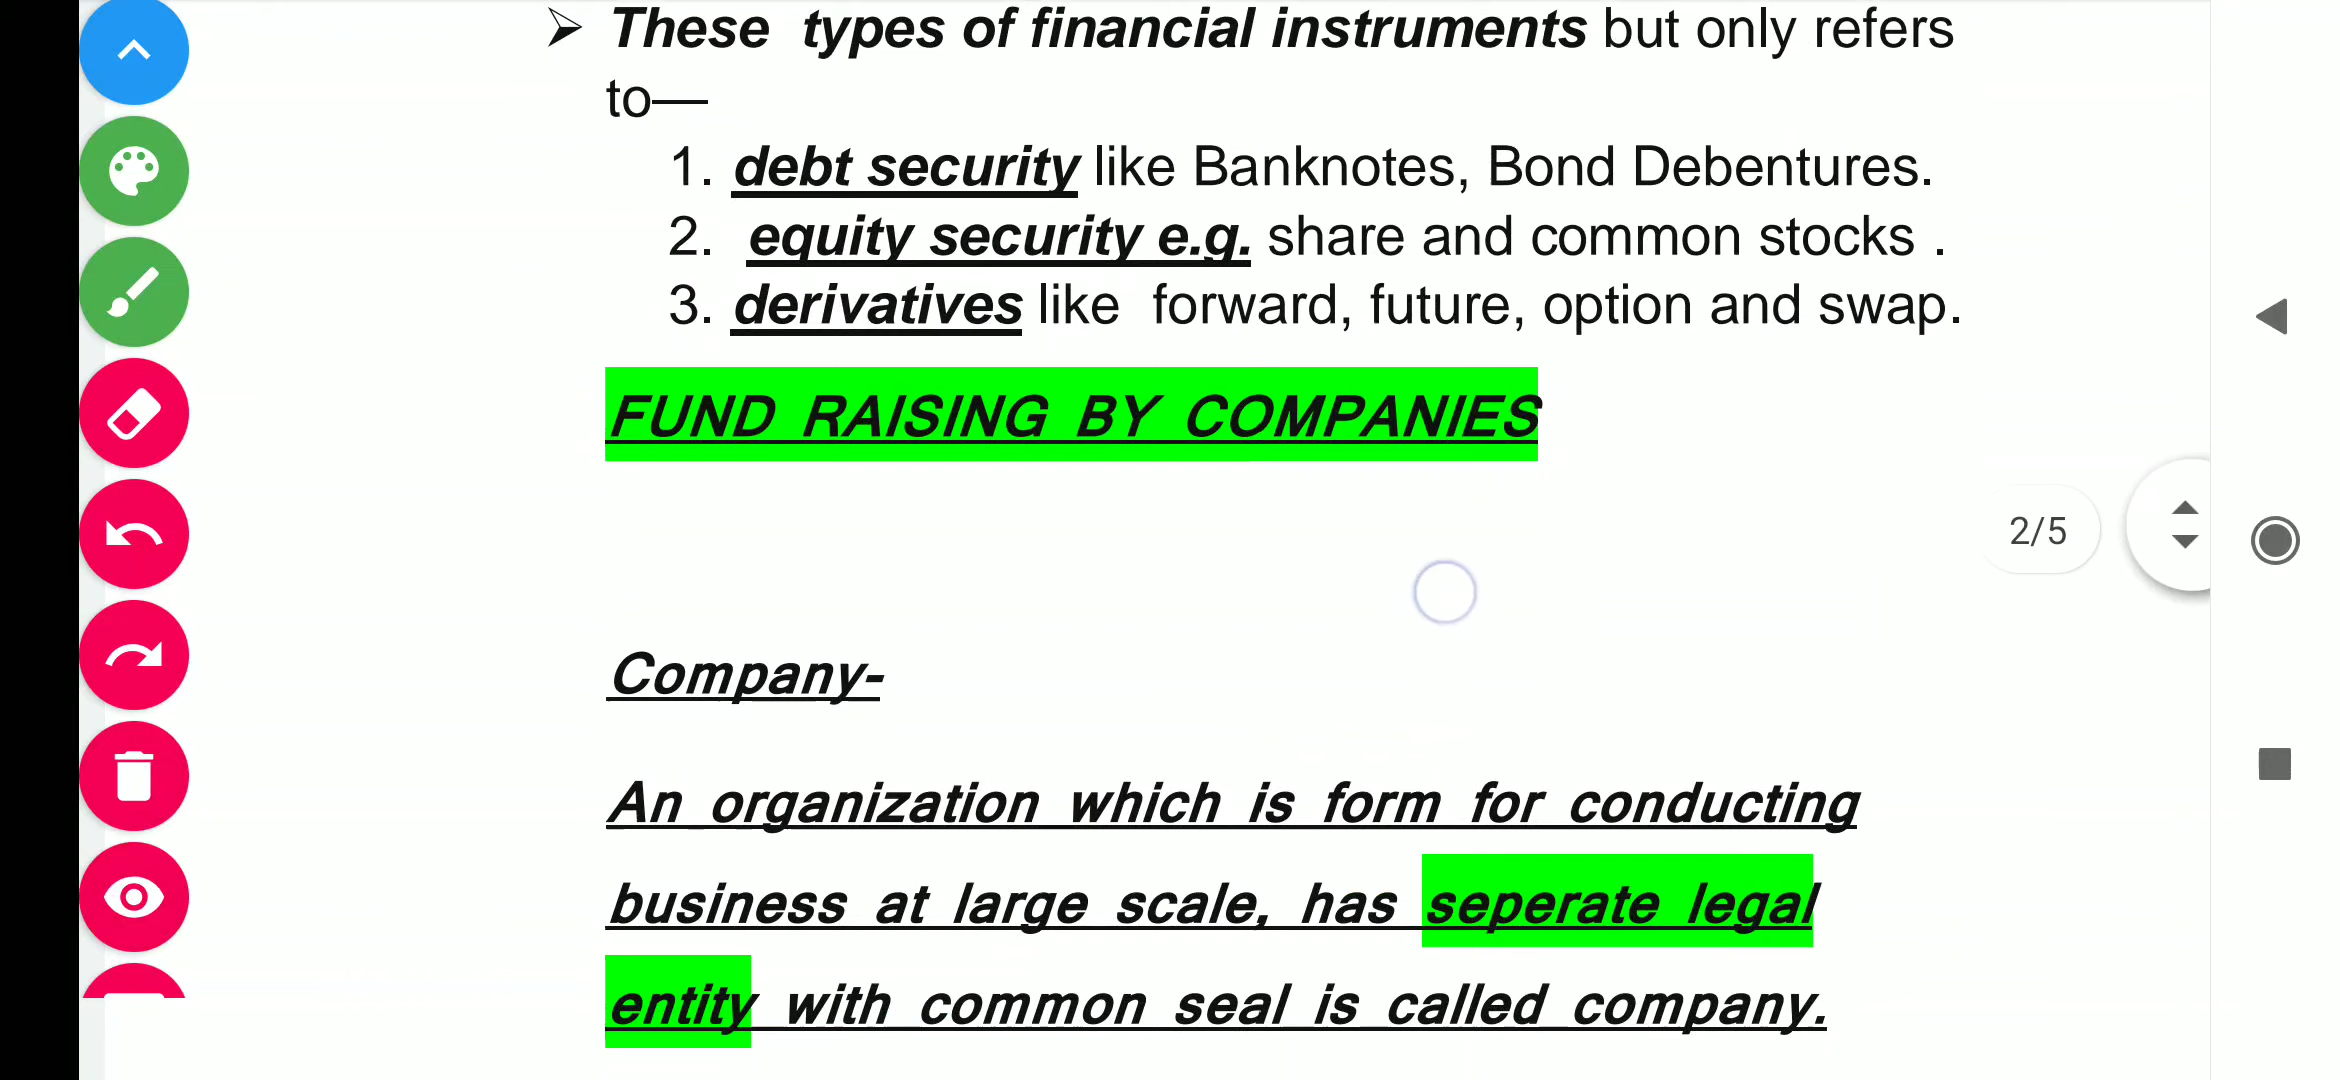 ➢ These types of financial instruments but only refers
to—
1. debt security like Banknotes, Bond Debentures.
2. equity security e.g. share and common stocks .
3. derivatives like forward, future, option and swap.
FUND RAISING BY COMPANIES
2/5
Company-
An organization which is form for conducting
business at large scale, has seperate legal
entity with common seal is called company.